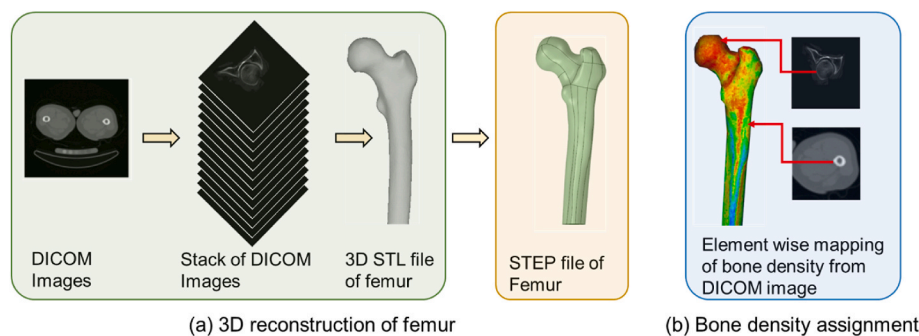 DICOM
Images
Stack of DICOM
Images
3D STL file
of femur
STEP file of
Femur
Element wise mapping
of bone density from
DICOM image
(a) 3D reconstruction of femur
(b) Bone density assignment